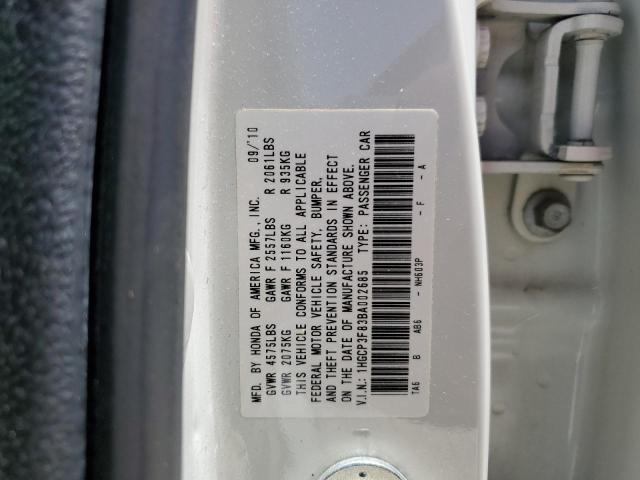 MFD. BY HONDA OF AMERICA MFG., INC. 09/'10
GVWR 4575LBS GAWR F 2557LBS R 2061LBS
GVWR 2075KG GAWR F 1160KG R 935KG
THIS VEHICLE CONFORMS TO ALL APPLICABLE
FEDERAL MOTOR VEHICLE SAFETY, BUMPER,
AND THEFT PREVENTION STANDARDS IN EFFECT
ON THE DATE OF MANUFACTURE SHOWN ABOVE.
V.I.N.: 1HGCP3F83BA002685 TYPE: PASSENGER CAR
TA6 B AB6 - NH603P - F - A